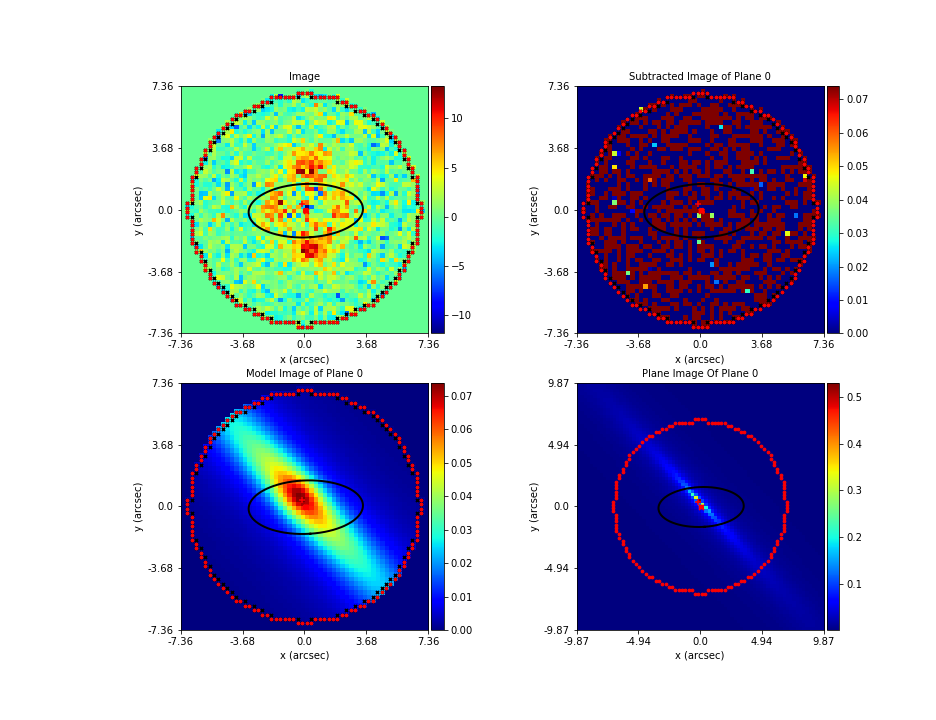 Image
7.36
3.68
0.0
-3.68
-7.36
y (arcsec)
-7.36 -3.68 0.0 3.68 7.36
x (arcsec)
10
5
0
−5
−10
Subtracted Image of Plane 0
7.36
3.68
0.0
-3.68
-7.36
y (arcsec)
-7.36 -3.68 0.0 3.68 7.36
x (arcsec)
0.07
0.06
0.05
0.04
0.03
0.02
0.01
0.00
Model Image of Plane 0
7.36
3.68
0.0
-3.68
-7.36
y (arcsec)
-7.36 -3.68 0.0 3.68 7.36
x (arcsec)
0.07
0.06
0.05
0.04
0.03
0.02
0.01
0.00
Plane Image Of Plane 0
9.87
4.94
0.0
-4.94
-9.87
y (arcsec)
-9.87 -4.94 0.0 4.94 9.87
x (arcsec)
0.5
0.4
0.3
0.2
0.1